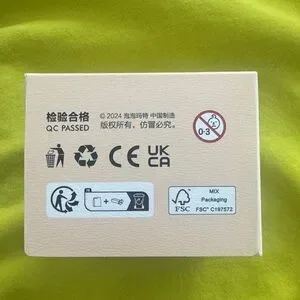 检验合格
QC PASSED
© 2024 泡泡玛特 中国制造
版权所有，仿冒必究。
0-3
CE
UK
CA
+
FSC
MIX
Packaging
FSC® C197572